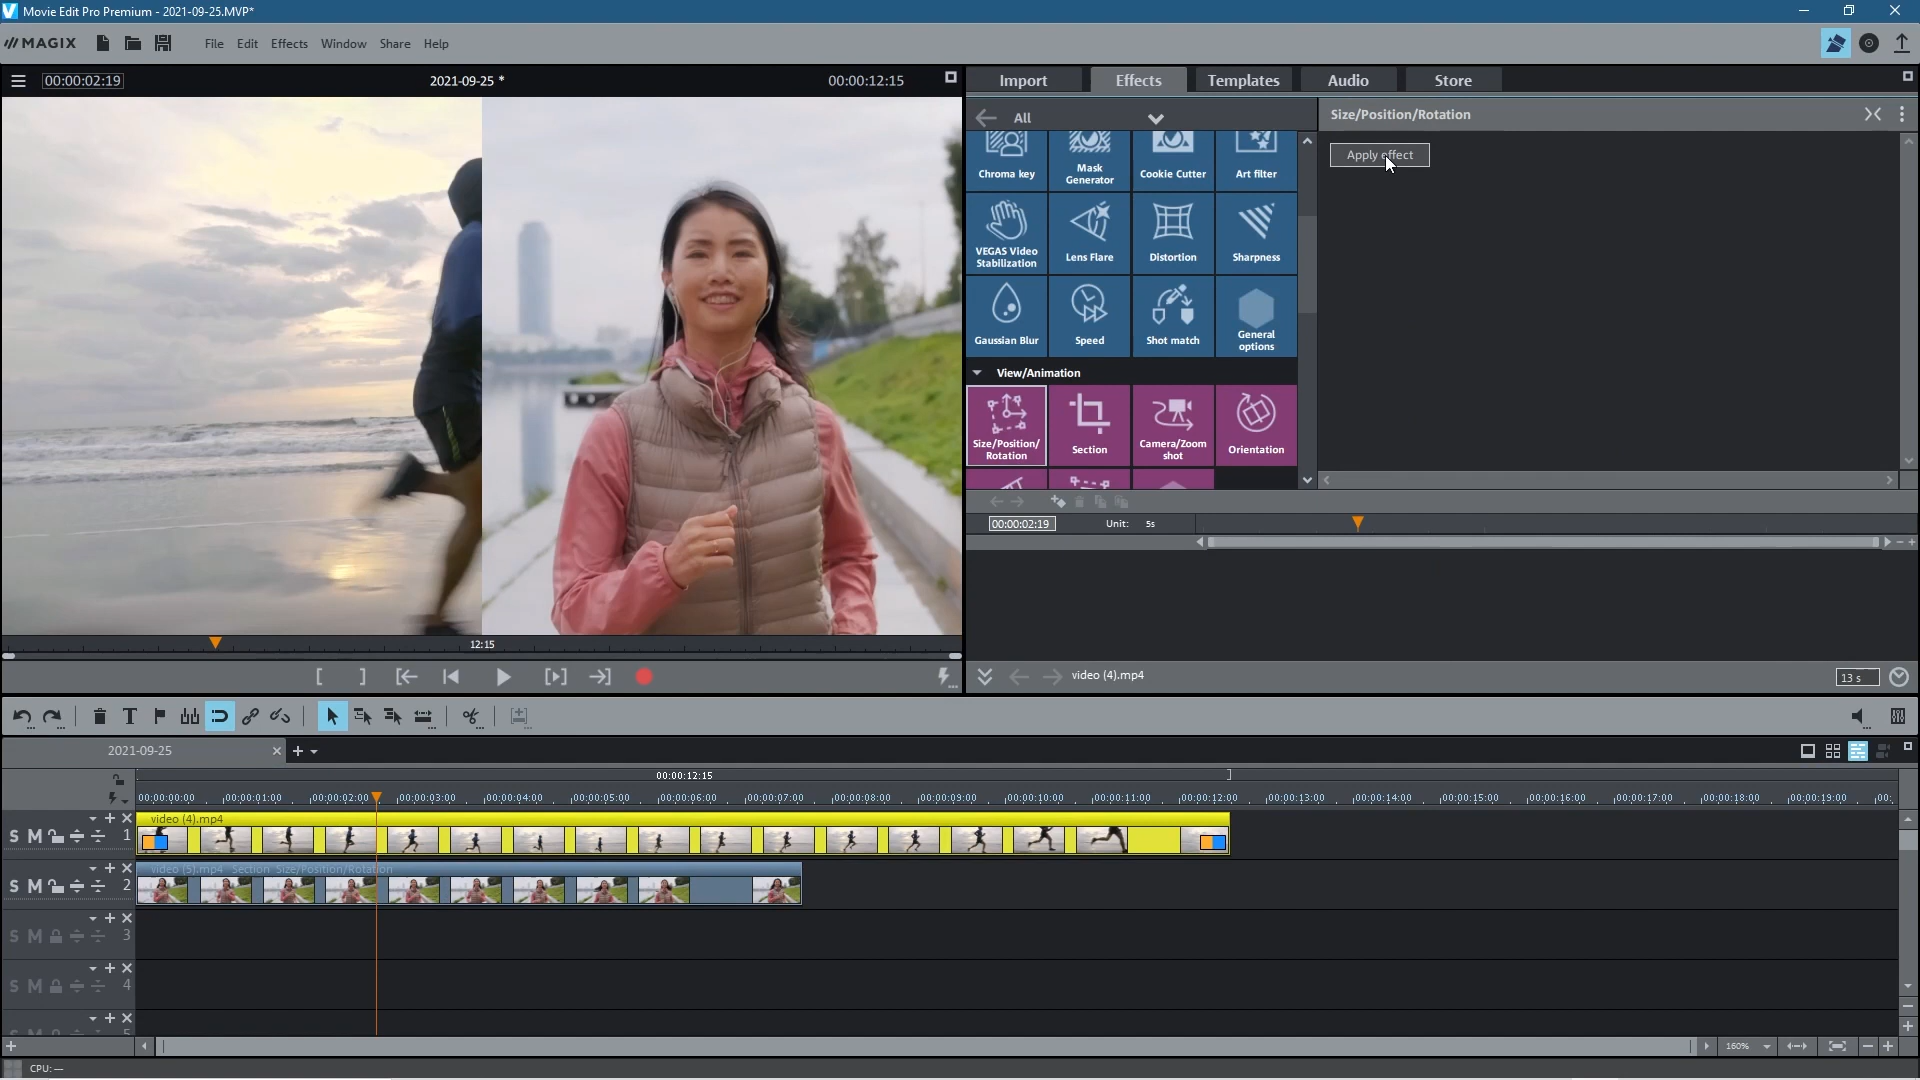 Movie Edit Pro Premium - 2021-09-25.MVP*
MAGIX File Edit Effects Window Share Help
00:00:02:19 2021-09-25 * 00:00:12:15
Import Effects Templates Audio Store
All
Size/Position/Rotation
Apply effect
Chroma key
Mask Generator
Cookie Cutter
Art filter
VEGAS Video Stabilization
Lens Flare
Distortion
Sharpness
Gaussian Blur
Speed
Shot match
General options
View/Animation
Size/Position/ Rotation
Section
Camera/Zoom shot
Orientation
00:00:02:19 Unit: 5s
12:15
video (4).mp4
13 s
2021-09-25
00:00:12:15
00:00:00:00 00:00:01:00 00:00:02:00 00:00:03:00 00:00:04:00 00:00:05:00 00:00:06:00 00:00:07:00 00:00:08:00 00:00:09:00 00:00:10:00 00:00:11:00 00:00:12:00 00:00:13:00 00:00:14:00 00:00:15:00 00:00:16:00 00:00:17:00 00:00:18:00 00:00:19:00 00:
video (4).mp4
S M 1
video (5).mp4 Section Size/Position/Rotation
S M 2
S M 3
S M 4
160%
CPU: —